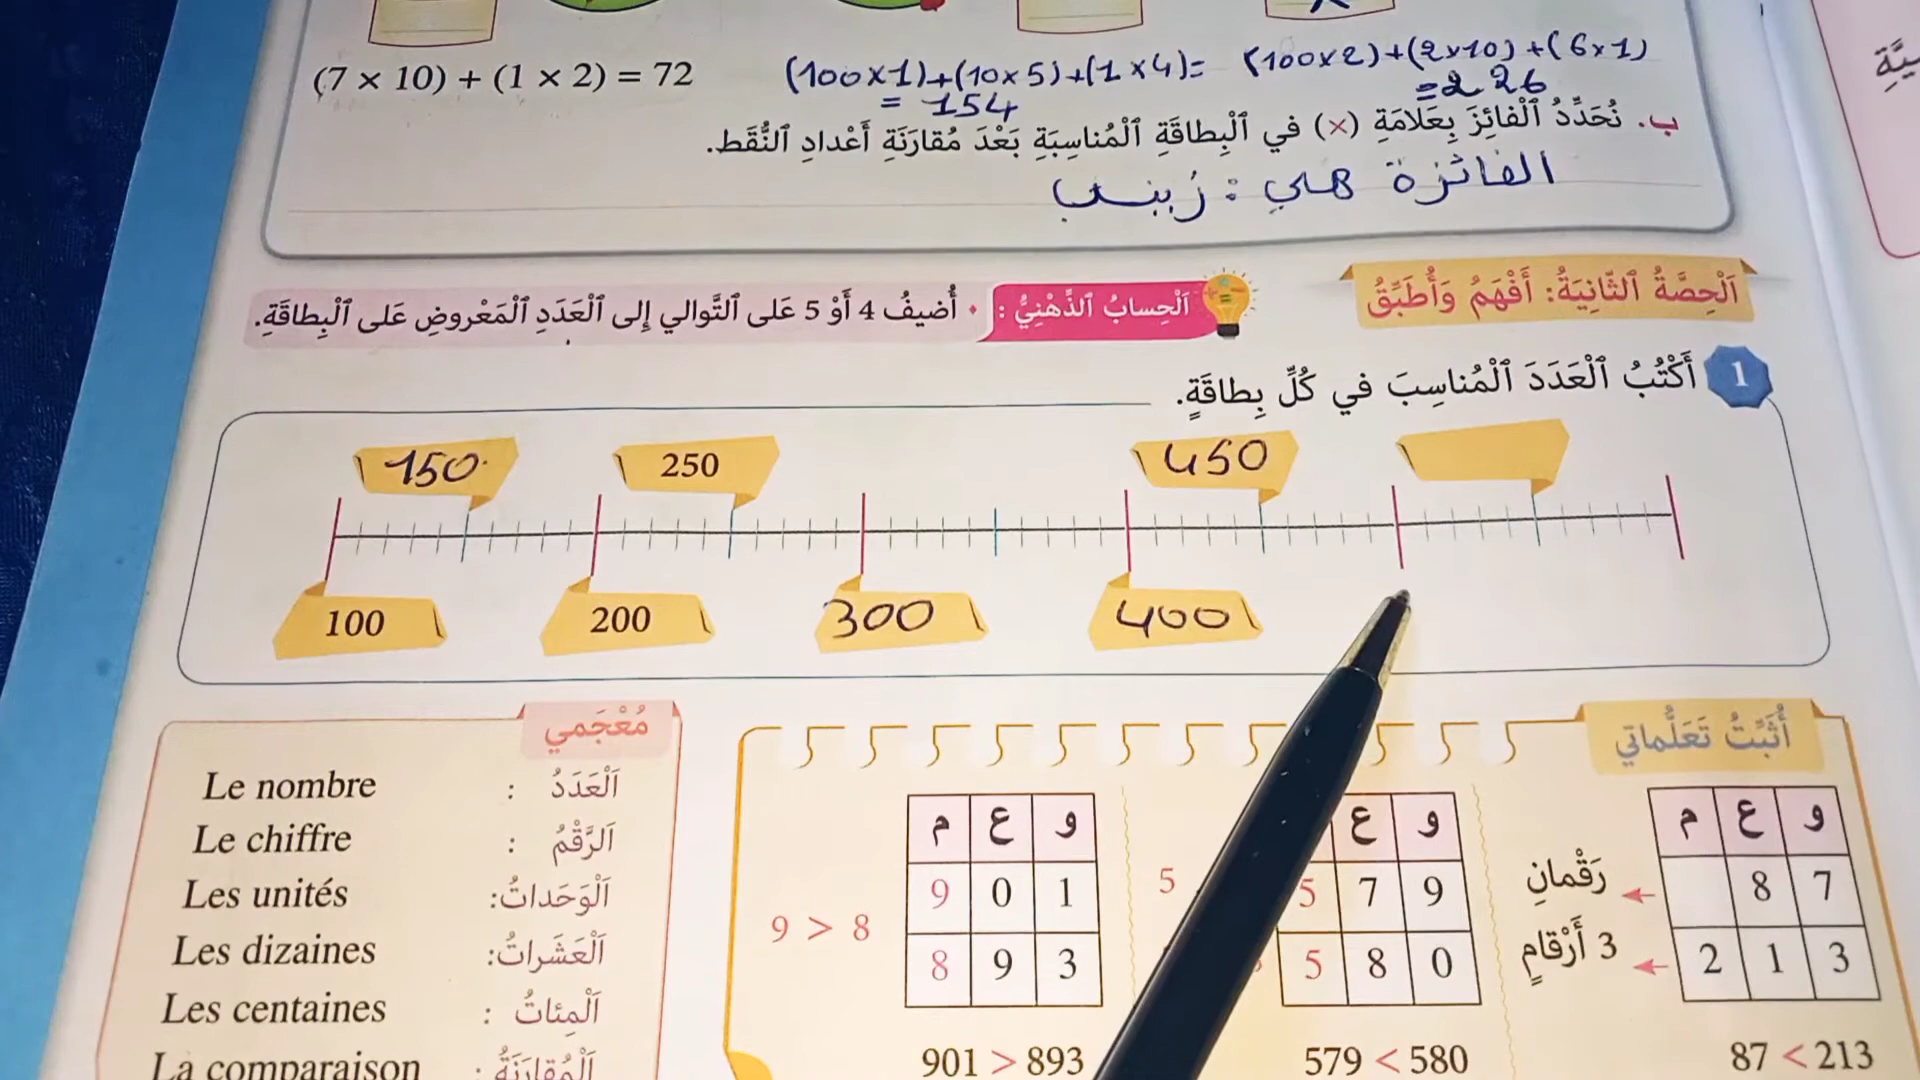 (7 × 10) + (1 × 2) = 72
(100×1)+(10×5)+(1×4)=
= 154
(100×2)+(2×10)+(6×1)
=226
ب. نُحَدِّدُ ٱلْفائِزَ بِعَلامَةِ (×) في ٱلْبِطاقَةِ ٱلْمُناسِبَةِ بَعْدَ مُقارَنَةِ أَعْدادِ ٱلنُّقَط.
الفائزة هي : زينب
اَلْحِصَّةُ ٱلثّانِيَةُ: أَفْهَمُ وَأُطَبِّقُ
اَلْحِسابُ ٱلذِّهْنِيُّ : • أُضيفُ 4 أَوْ 5 عَلى ٱلتَّوالي إِلى ٱلْعَدَدِ ٱلْمَعْروضِ عَلى ٱلْبِطاقَةِ.
1 أَكْتُبُ ٱلْعَدَدَ ٱلْمُناسِبَ في كُلِّ بِطاقَةٍ.
150 250 450
100 200 300 400
مُعْجَمي
Le nombre : اَلْعَدَدُ
Le chiffre : اَلرَّقْمُ
Les unités : اَلْوَحَداتُ
Les dizaines : اَلْعَشَراتُ
Les centaines : اَلْمِئاتُ
La comparaison : اَلْمُقارَنَةُ
أُثَبِّتُ تَعَلُّماتي
م ع و
8 7
2 1 3
رَقْمانِ
3 أَرْقامٍ
87 < 213
ع و
5 7 9
5 8 0
5
579 < 580
م ع و
9 0 1
8 9 3
9 > 8
901 > 893